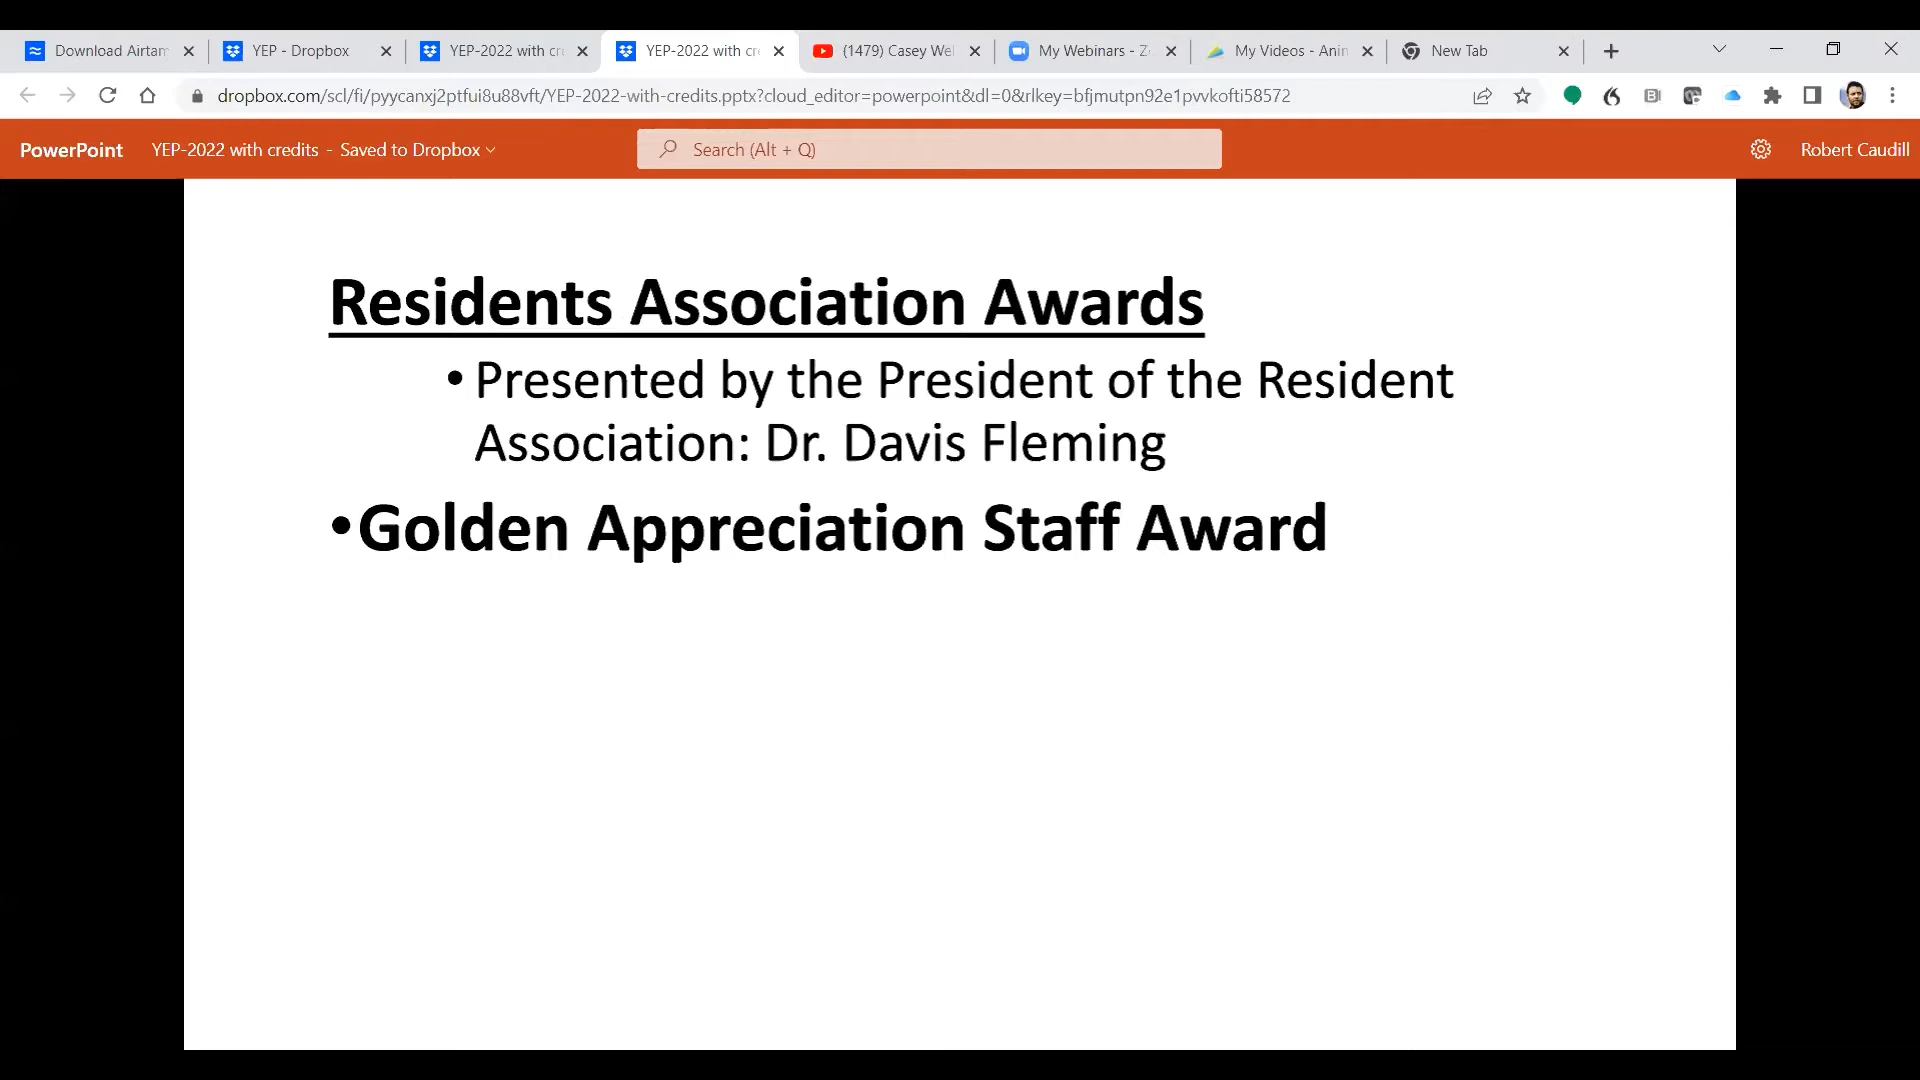 Download Airtam
YEP - Dropbox
YEP-2022 with cr
YEP-2022 with cr
(1479) Casey Wel
My Webinars - Z
My Videos - Anin
New Tab
dropbox.com/scl/fi/pyycanxj2ptfui8u88vft/YEP-2022-with-credits.pptx?cloud_editor=powerpoint&dl=0&rlkey=bfjmutpn92e1pvvkofti58572
PowerPoint
YEP-2022 with credits - Saved to Dropbox
Search (Alt + Q)
Robert Caudill
Residents Association Awards
• Presented by the President of the Resident
Association: Dr. Davis Fleming
• Golden Appreciation Staff Award